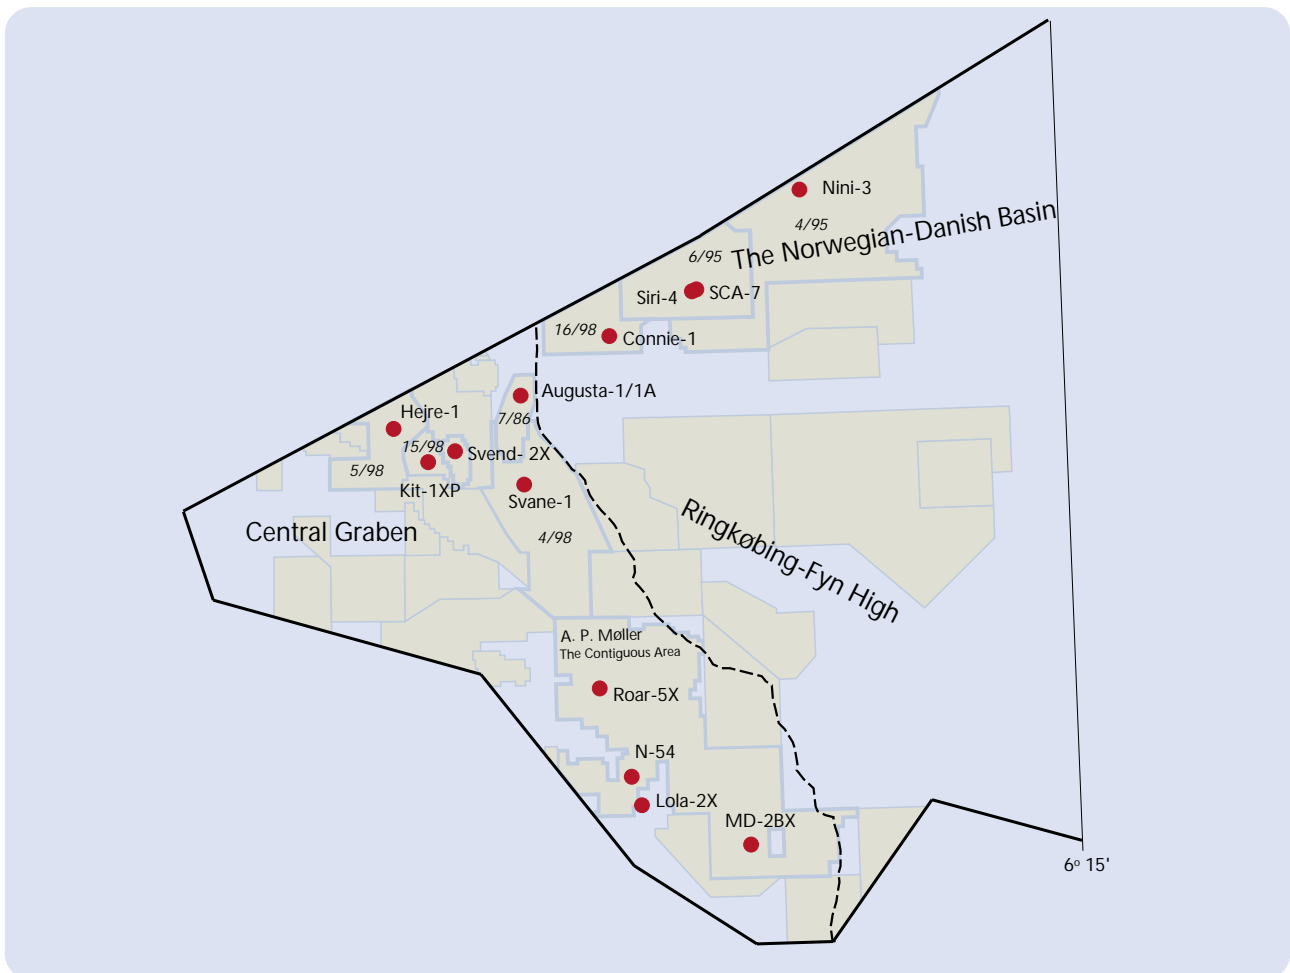 Nini-3
4/95
The Norwegian-Danish Basin
6/95
Siri-4
SCA-7
16/98
Connie-1
Augusta-1/1A
7/86
Hejre-1
15/98
Svend- 2X
5/98
Kit-1XP
Svane-1
4/98
Central Graben
Ringkøbing-Fyn High
A. P. Møller
The Contiguous Area
Roar-5X
N-54
Lola-2X
MD-2BX
6º 15'